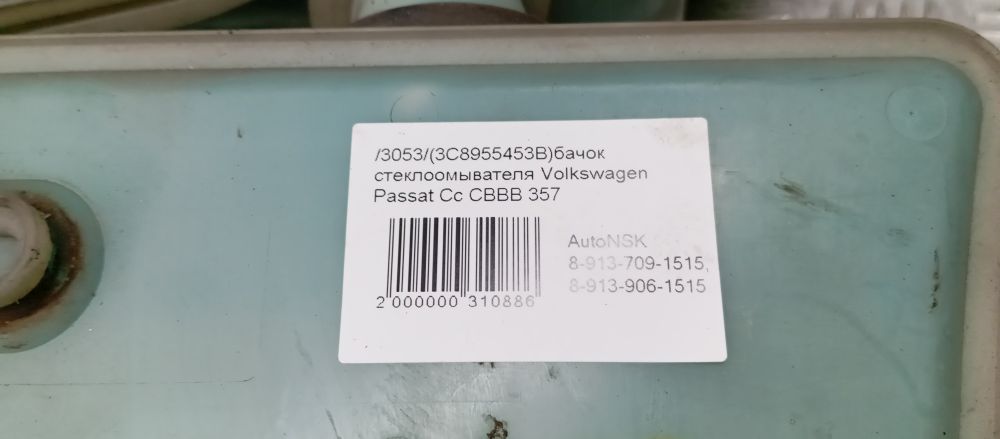 /3053/(3C8955453B)бачок
стеклоомывателя Volkswagen
Passat Cc CBBB 357
AutoNSK
8-913-709-1515,
8-913-906-1515
2 000000 310886